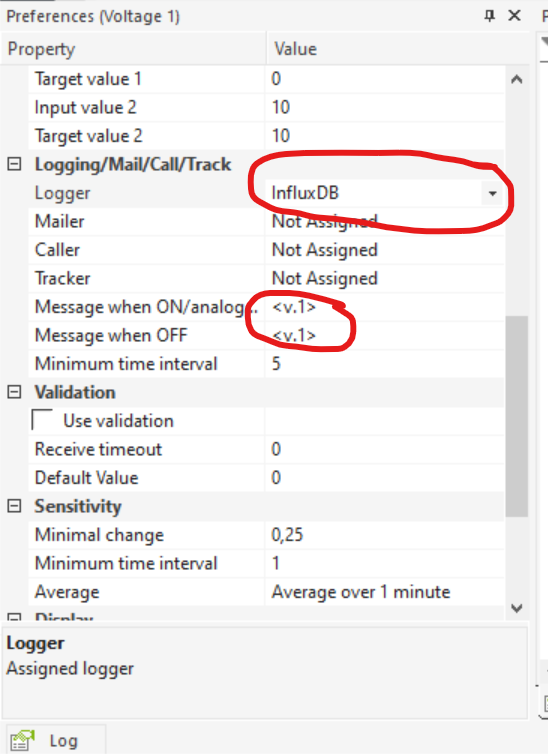 Preferences (Voltage 1)
Property Value
Target value 1 0
Input value 2 10
Target value 2 10
Logging/Mail/Call/Track
Logger InfluxDB
Mailer Not Assigned
Caller Not Assigned
Tracker Not Assigned
Message when ON/analog... <v.1>
Message when OFF <v.1>
Minimum time interval 5
Validation
Use validation
Receive timeout 0
Default Value 0
Sensitivity
Minimal change 0,25
Minimum time interval 1
Average Average over 1 minute
Display
Logger
Assigned logger
Log